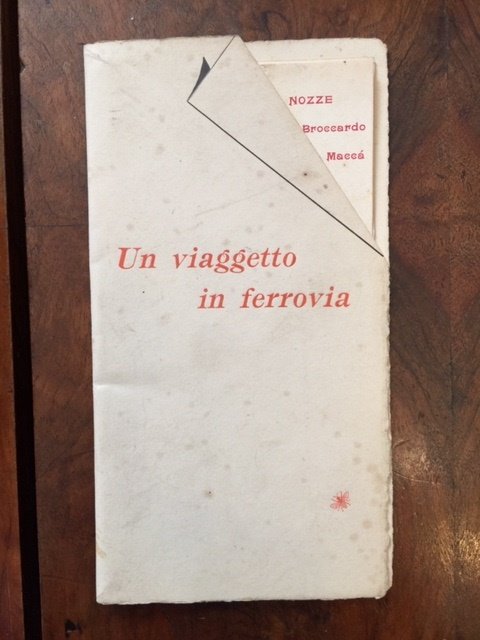 NOZZE
Broccardo
Maccá
Un viaggetto
in ferrovia